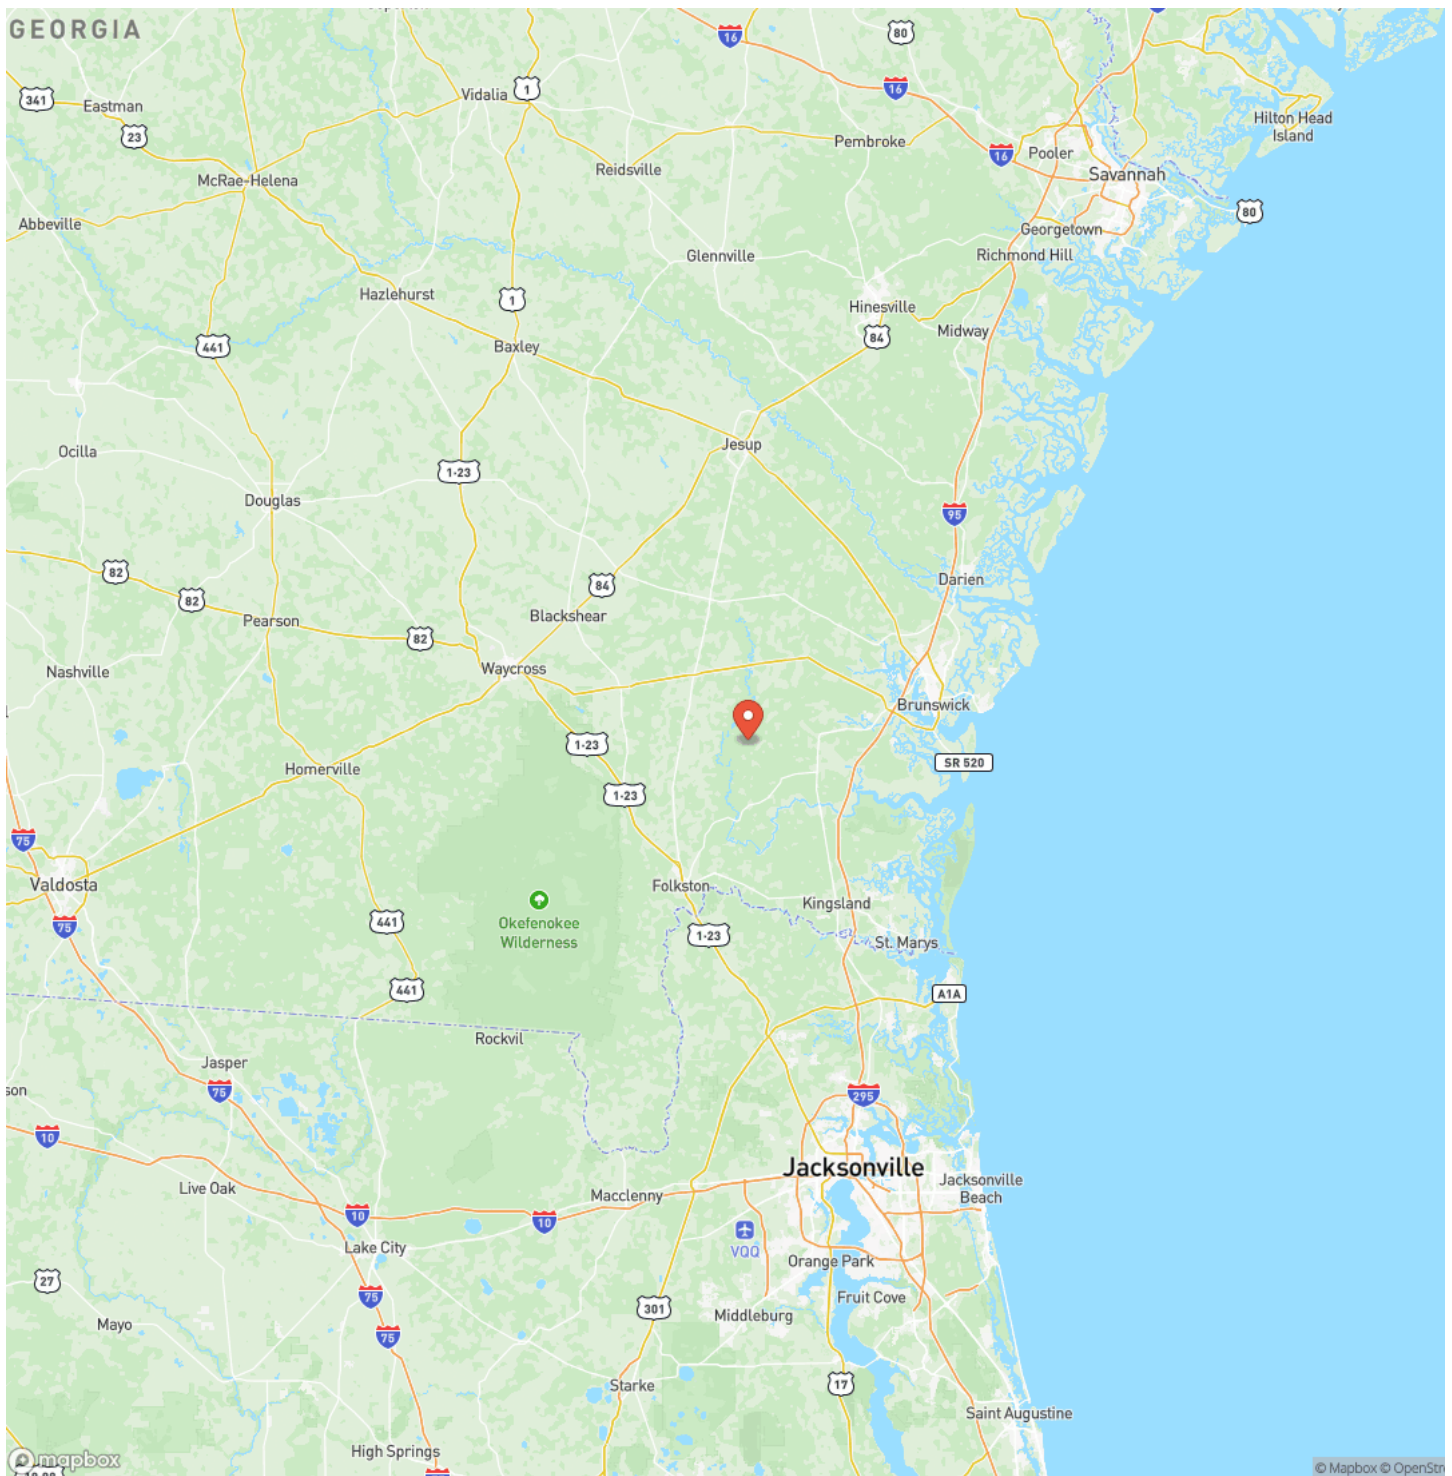 GEORGIA
16
80
341
Eastman
Vidalia
1
16
Hilton Head
Island
23
Pembroke
16
Pooler
McRae-Helena
Reidsville
Savannah
Abbeville
80
Georgetown
Glennville
Richmond Hill
Hazlehurst
1
Hinesville
441
Baxley
84
Midway
Jesup
Ocilla
1-23
Douglas
95
82
84
Darien
82
Pearson
82
Blackshear
Waycross
Nashville
Brunswick
1-23
SR 520
Homerville
1-23
75
Valdosta
Folkston
Okefenokee
Wilderness
Kingsland
75
441
1-23
St. Marys
441
A1A
Rockvil
Jasper
75
son
295
10
Jacksonville
Live Oak
Macclenny
Jacksonville
Beach
10
10
VQQ
Lake City
Orange Park
27
75
Fruit Cove
301
Mayo
75
Middleburg
Starke
17
Saint Augustine
High Springs
mapbox
© Mapbox © OpenStr